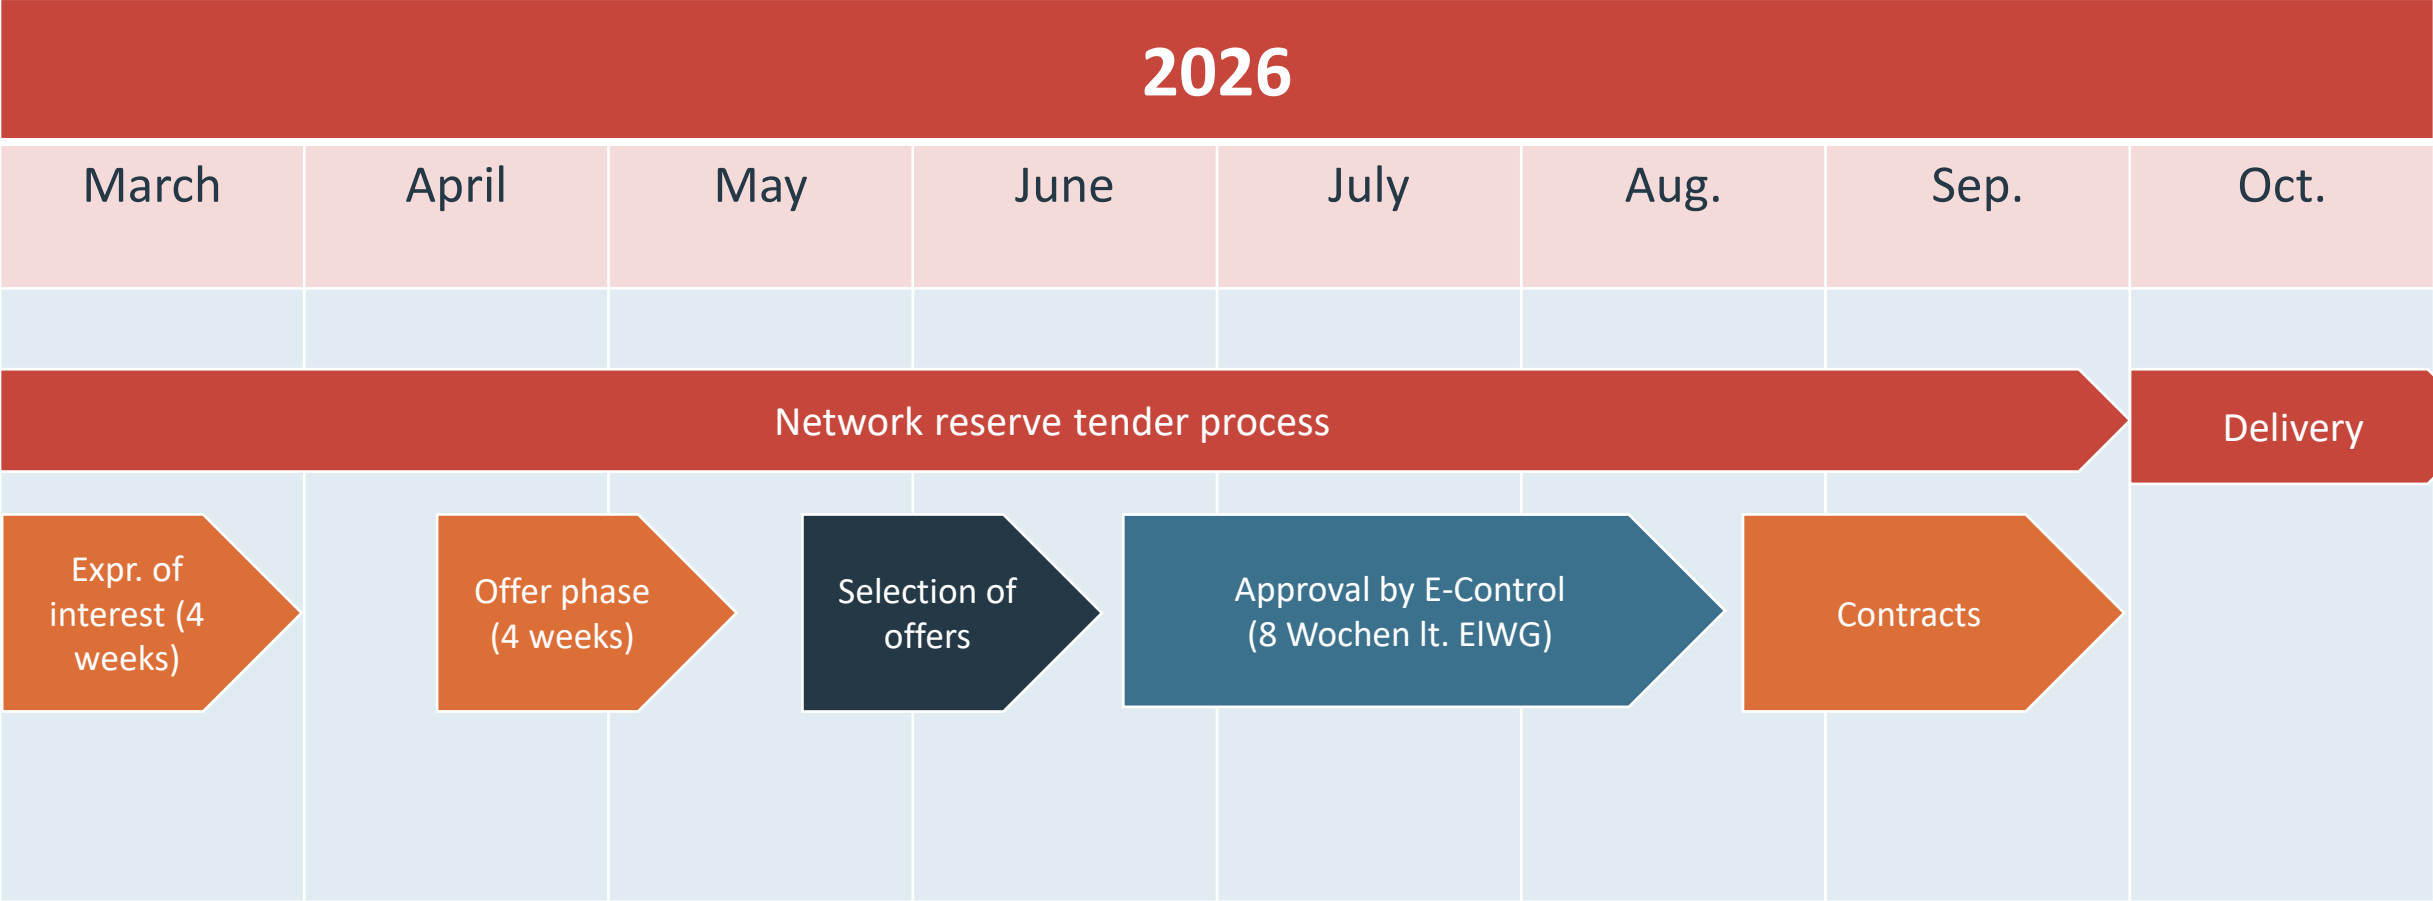 2026
March
April
May
June
July
Aug.
Sep.
Oct.
Network reserve tender process
Delivery
Expr. of
interest (4
weeks)
Offer phase
(4 weeks)
Selection of
offers
Approval by E-Control
(8 Wochen lt. ElWG)
Contracts